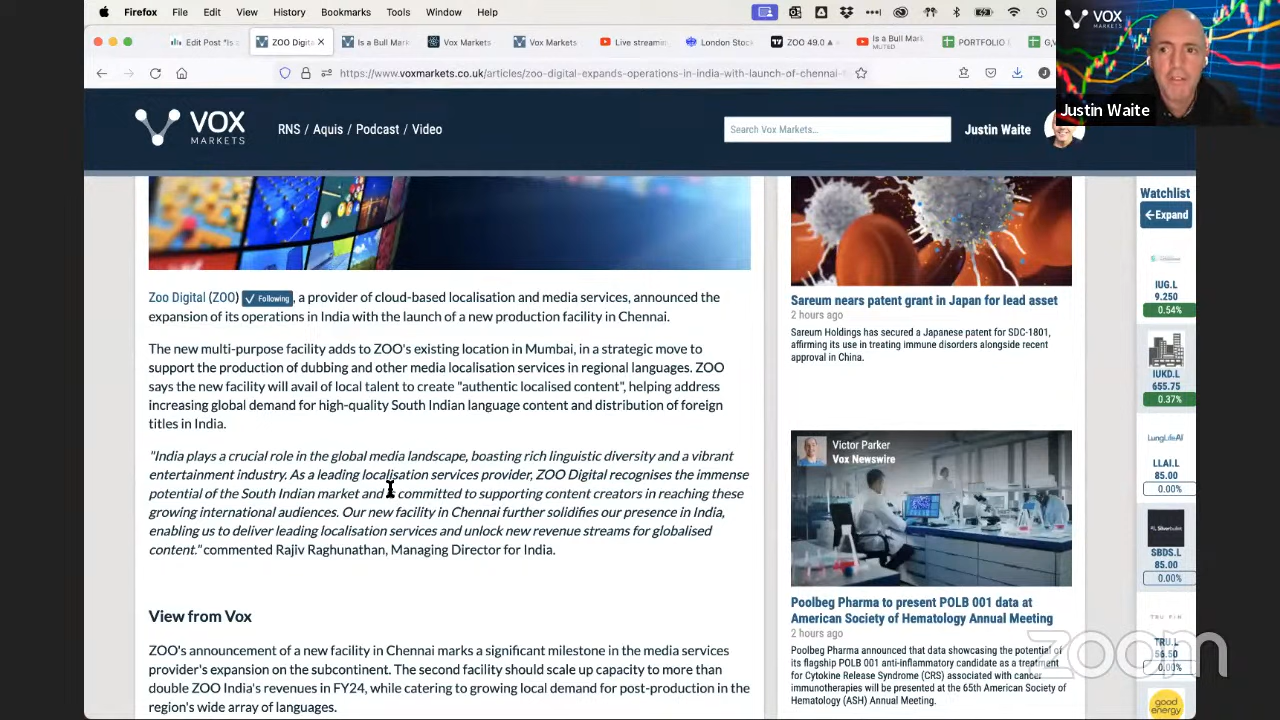 Firefox File Edit View History Bookmarks Tools Window Help
Edit Post "Is
ZOO Digit
Is a Bull Mark
Vox Markets
Vox Markets
Live streamin
London Stock
ZOO 49.0
Is a Bull Mark
MUTED
PORTFOLIO
https://www.voxmarkets.co.uk/articles/zoo-digital-expands-operations-in-india-with-launch-of-chennai-
VOX
Justin Waite
VOX
MARKETS
RNS / Aquis / Podcast / Video
Search Vox Markets...
Justin Waite
Zoo Digital (ZOO) Following, a provider of cloud-based localisation and media services, announced the
expansion of its operations in India with the launch of a new production facility in Chennai.
The new multi-purpose facility adds to ZOO's existing location in Mumbai, in a strategic move to
support the production of dubbing and other media localisation services in regional languages. ZOO
says the new facility will avail of local talent to create "authentic localised content", helping address
increasing global demand for high-quality South Indian language content and distribution of foreign
titles in India.
"India plays a crucial role in the global media landscape, boasting rich linguistic diversity and a vibrant
entertainment industry. As a leading localisation services provider, ZOO Digital recognises the immense
potential of the South Indian market and committed to supporting content creators in reaching these
growing international audiences. Our new facility in Chennai further solidifies our presence in India,
enabling us to deliver leading localisation services and unlock new revenue streams for globalised
content." commented Rajiv Raghunathan, Managing Director for India.
View from Vox
ZOO's announcement of a new facility in Chennai marks a significant milestone in the media services
provider's expansion on the subcontinent. The second facility should scale up capacity to more than
double ZOO India's revenues in FY24, while catering to growing local demand for post-production in the
region's wide array of languages.
Sareum nears patent grant in Japan for lead asset
2 hours ago
Sareum Holdings has secured a Japanese patent for SDC-1801,
affirming its use in treating immune disorders alongside recent
approval in China.
Victor Parker
Vox Newswire
Poolbeg Pharma to present POLB 001 data at
American Society of Hematology Annual Meeting
2 hours ago
Poolbeg Pharma announced that data showcasing the potential of
its flagship POLB 001 anti-inflammatory candidate as a treatment
for Cytokine Release Syndrome (CRS) associated with cancer
immunotherapies will be presented at the 65th American Society of
Hematology (ASH) Annual Meeting.
Watchlist
Expand
IUG.L
9.250
0.54%
IUKD.L
655.75
0.37%
LungLifeAI
LLAI.L
85.00
0.00%
Silverbullet
SBDS.L
85.00
0.00%
TRU FIN
TRU.L
56.50
0.00%
good
energy
zoom